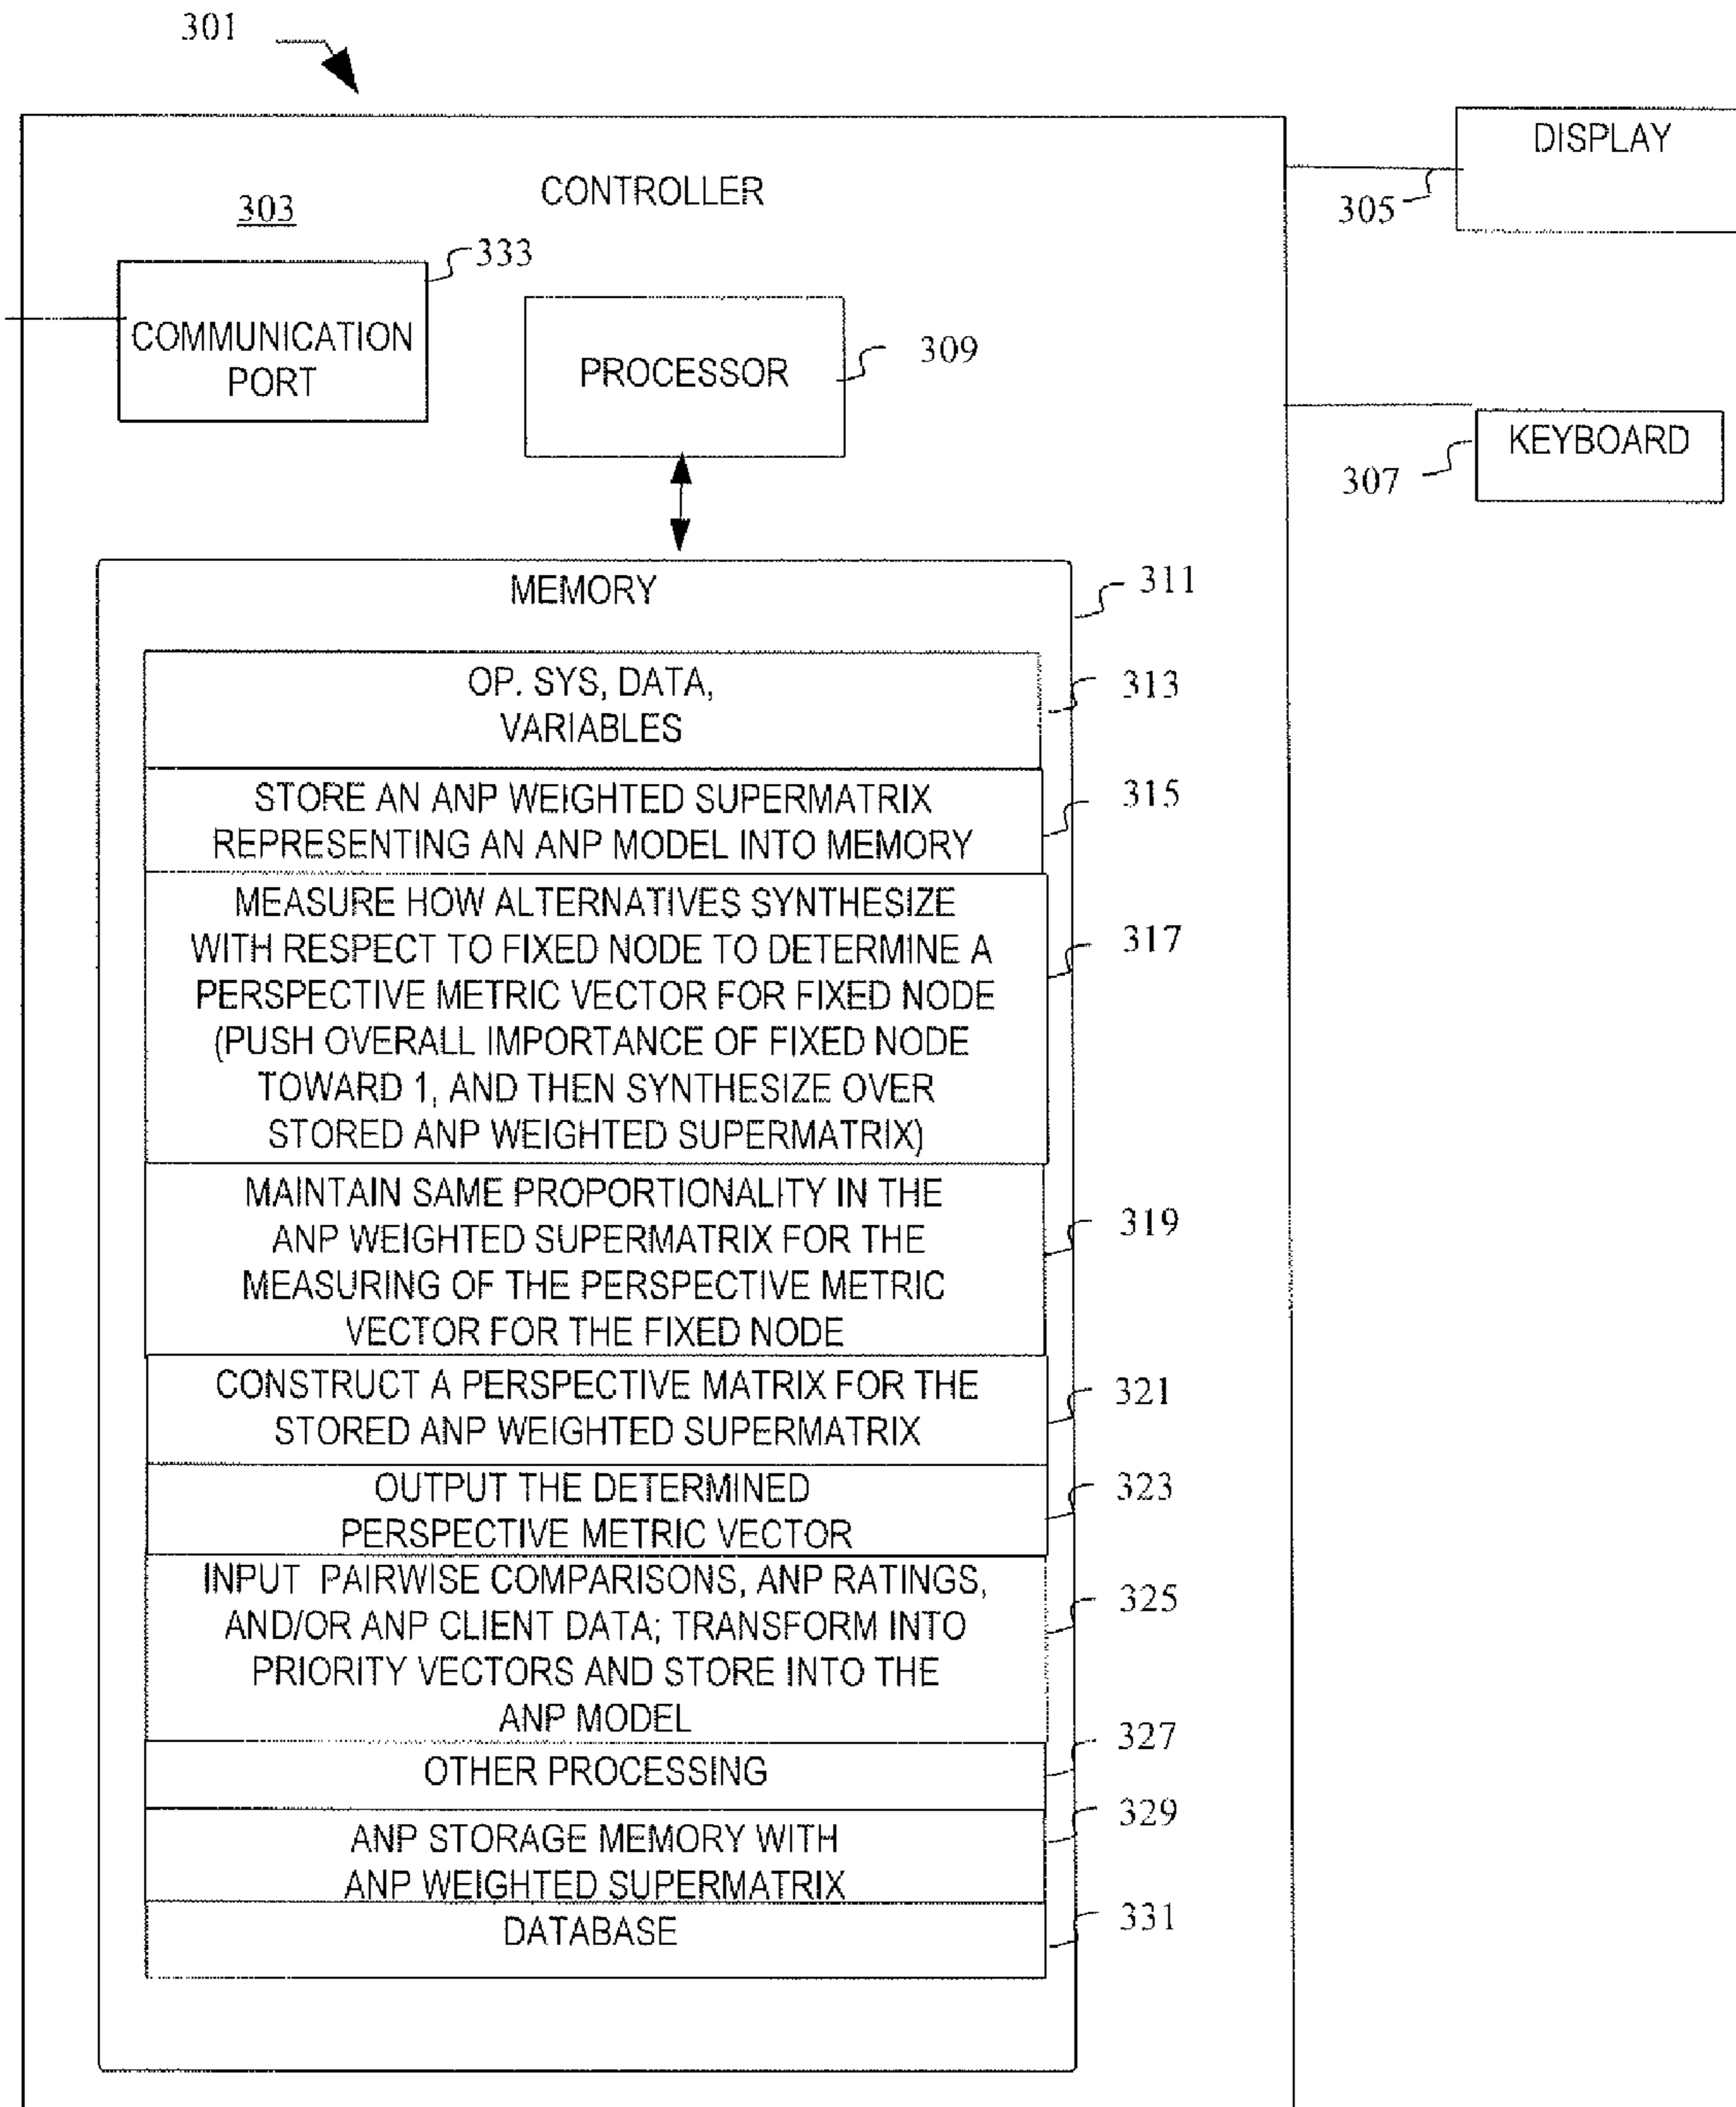 301
DISPLAY
CONTROLLER
303
305
333
COMMUNICATION
PORT
PROCESSOR
309
KEYBOARD
307
MEMORY
311
OP. SYS, DATA,
VARIABLES
313
STORE AN ANP WEIGHTED SUPERMATRIX
REPRESENTING AN ANP MODEL INTO MEMORY
315
MEASURE HOW ALTERNATIVES SYNTHESIZE
WITH RESPECT TO FIXED NODE TO DETERMINE A
PERSPECTIVE METRIC VECTOR FOR FIXED NODE
(PUSH OVERALL IMPORTANCE OF FIXED NODE
TOWARD 1, AND THEN SYNTHESIZE OVER
STORED ANP WEIGHTED SUPERMATRIX)
317
MAINTAIN SAME PROPORTIONALITY IN THE
ANP WEIGHTED SUPERMATRIX FOR THE
MEASURING OF THE PERSPECTIVE METRIC
VECTOR FOR THE FIXED NODE
319
CONSTRUCT A PERSPECTIVE MATRIX FOR THE
STORED ANP WEIGHTED SUPERMATRIX
321
OUTPUT THE DETERMINED
PERSPECTIVE METRIC VECTOR
323
INPUT PAIRWISE COMPARISONS, ANP RATINGS,
AND/OR ANP CLIENT DATA; TRANSFORM INTO
PRIORITY VECTORS AND STORE INTO THE
ANP MODEL
325
OTHER PROCESSING
327
ANP STORAGE MEMORY WITH
ANP WEIGHTED SUPERMATRIX
329
DATABASE
331